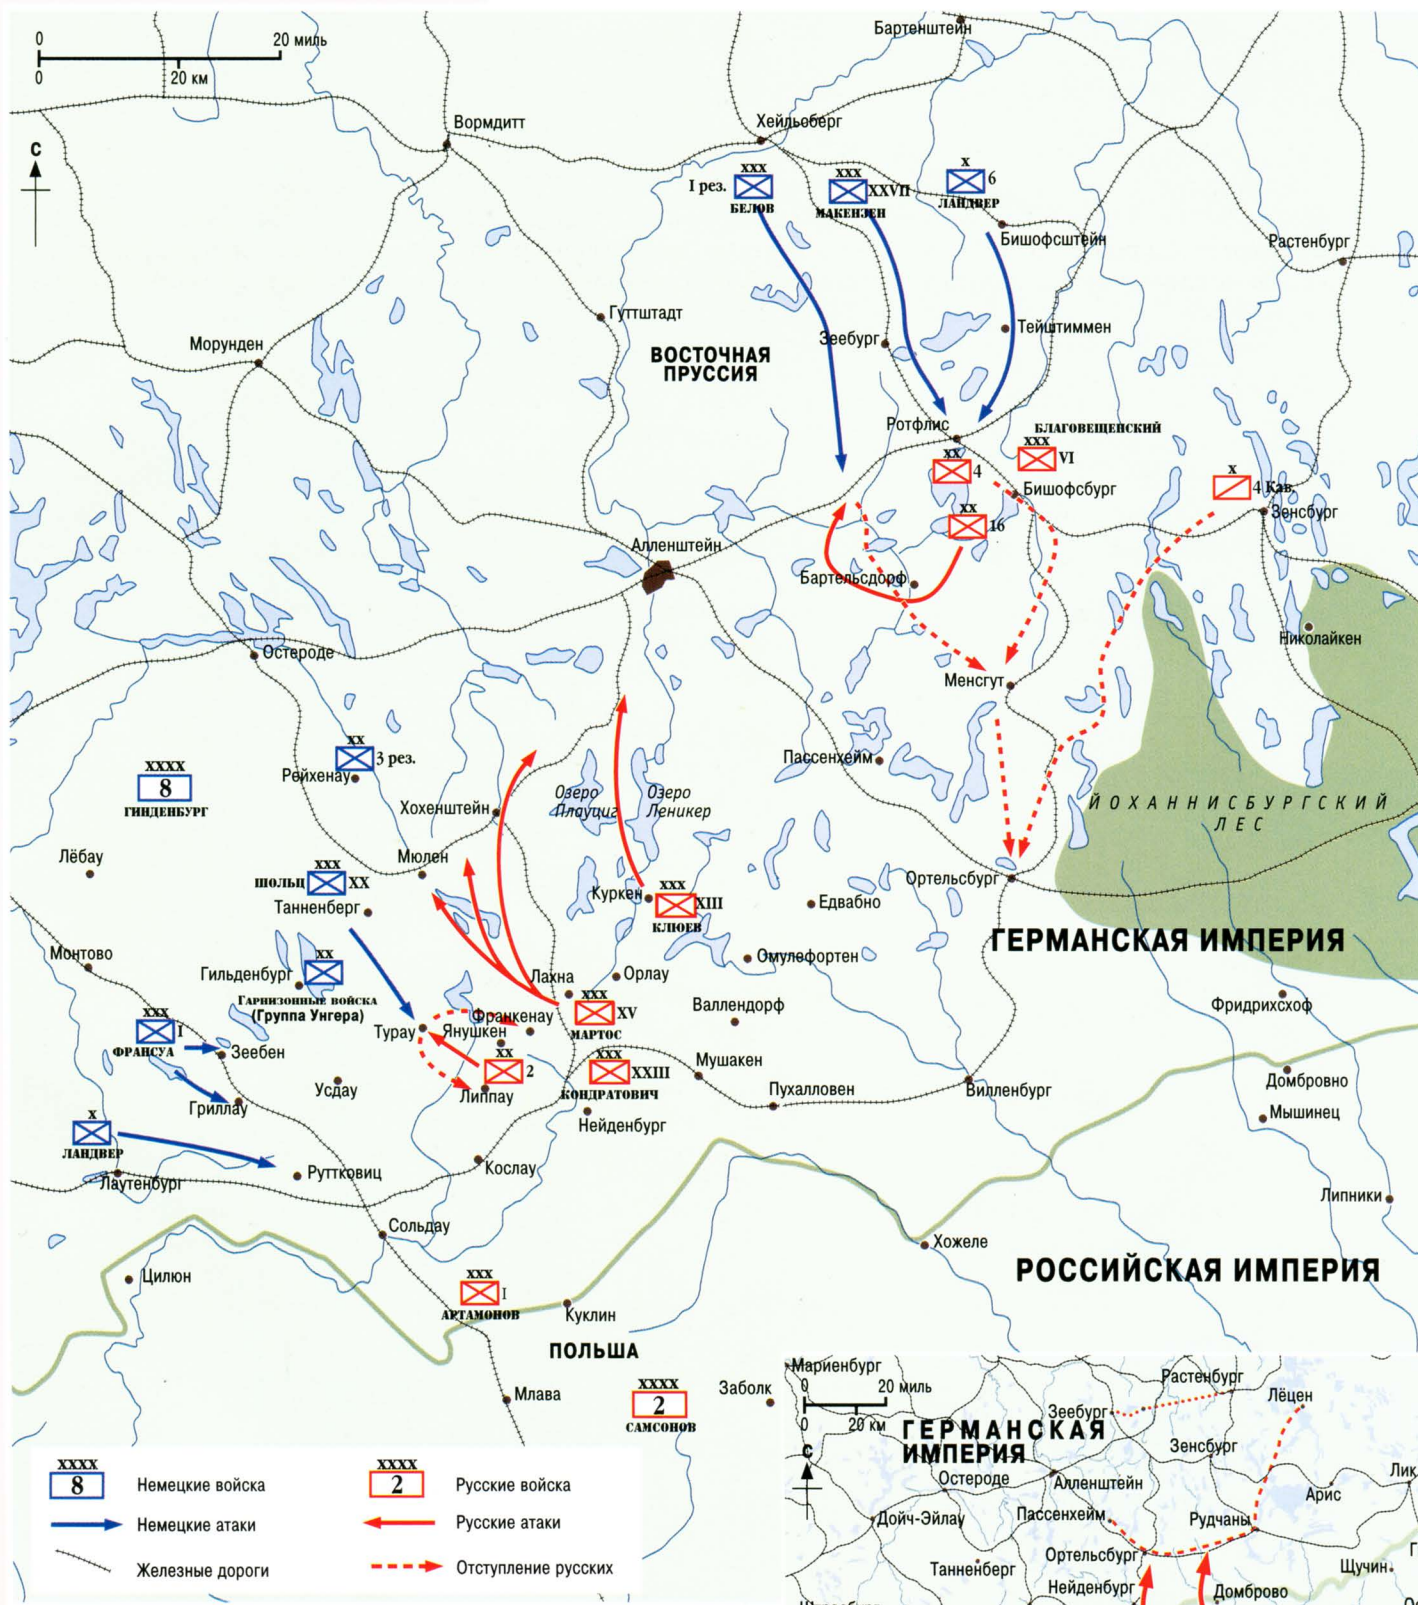 0 20 миль
0 20 км
С
Бартенштейн
Вормдитт
Хейльсберг
XXX
I рез.
БЕЛОВ
XXX
XXVII
МАКЕНЗЕН
X
6
ЛАНДВЕР
Бишофсштейн
Растенбург
Гуттштадт
Тейштиммен
Зеебург
Морунден
ВОСТОЧНАЯ
ПРУССИЯ
Ротфлис
БЛАГОВЕЩЕНСКИЙ
XXX
VI
XX
4
Бишофсбург
X
4 Кав.
Зенсбург
XX
16
Алленштейн
Бартельсдорф
Николайкен
Остероде
Менсгут
XX
3 рез.
Рейхенау
Пассенхейм
XXXX
8
ГИНДЕНБУРГ
Хохенштейн
Озеро
Плауциг
Озеро
Леникер
ЙОХАННИСБУРГСКИЙ
ЛЕС
Лёбау
Мюлен
XXX
ШОЛЬЦ
XX
Танненберг
Куркен
XXX
XIII
КЛЮЕВ
Едвабно
Ортельсбург
ГЕРМАНСКАЯ ИМПЕРИЯ
Монтово
Гильденбург
XX
Гарнизонные войска
(Группа Унгера)
Лахна
Орлау
Омулефортен
Фридрихсхоф
XXX
I
ФРАНСУА
Зеебен
Турау
Янушкен
Франкенау
XXX
XV
МАРТОС
Валлендорф
XX
2
Липпау
XXX
XXIII
КОНДРАТОВИЧ
Мушакен
Пухалловен
Вилленбург
Домбровно
Мышинец
Усдау
Гриллау
Нейденбург
X
ЛАНДВЕР
Лаутенбург
Руттковиц
Кослау
Липники
Сольдау
Хожеле
РОССИЙСКАЯ ИМПЕРИЯ
Цилюн
XXX
I
АРТАМОНОВ
Куклин
ПОЛЬША
Млава
XXXX
2
САМСОНОВ
Заболк
XXXX
8
Немецкие войска
Немецкие атаки
Железные дороги
XXXX
2
Русские войска
Русские атаки
Отступление русских
Мариенбург
0 20 миль
0 20 км
С
ГЕРМАНСКАЯ
ИМПЕРИЯ
Растенбург
Лёцен
Зеебург
Зенсбург
Остероде
Алленштейн
Лик
Арис
Дойч-Эйлау
Пассенхейм
Рудчаны
Танненберг
Ортельсбург
Щучин
Нейденбург
Домброво